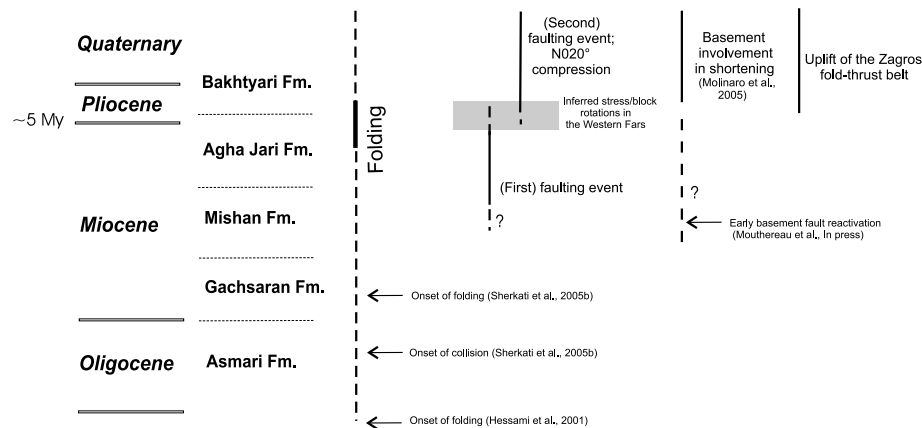 Quaternary
Bakhtyari Fm.
Pliocene
~5 My
Agha Jari Fm.
Miocene
Mishan Fm.
Gachsaran Fm.
Oligocene
Asmari Fm.
Folding
(Second)
faulting event;
N020°
compression
Inferred stress/block
rotations in
the Western Fars
(First) faulting event
?
Basement
involvement
in shortening
(Molinaro et al.,
2005)
Uplift of the Zagros
fold-thrust belt
?
Early basement fault reactivation
(Mouthereau et al., In press)
Onset of folding (Sherkati et al., 2005b)
Onset of collision (Sherkati et al., 2005b)
Onset of folding (Hessami et al., 2001)